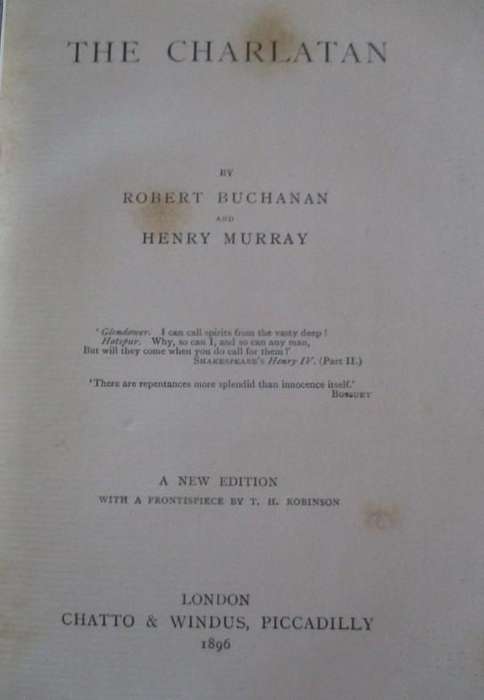 THE CHARLATAN
BY
ROBERT BUCHANAN
AND
HENRY MURRAY
'Glendower. I can call spirits from the vasty deep!
Hotspur. Why, so can I, and so can any man,
But will they come when you do call for them?'
SHAKESPEARE'S Henry IV. (Part II.)
'There are repentances more splendid than innocence itself.'
BOSSUET
A NEW EDITION
WITH A FRONTISPIECE BY T. H. ROBINSON
LONDON
CHATTO & WINDUS, PICCADILLY
1896